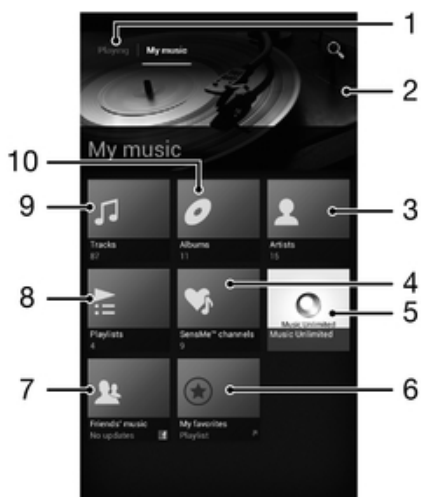 1
Playing My music
2
My music
10
9
3
Tracks Albums Artists
87 11 15
8
4
5
Music Unlimited
Playlists SensMe™ channels Music Unlimited
4 9
7
6
Friends' music My favorites
No updates f Playlist